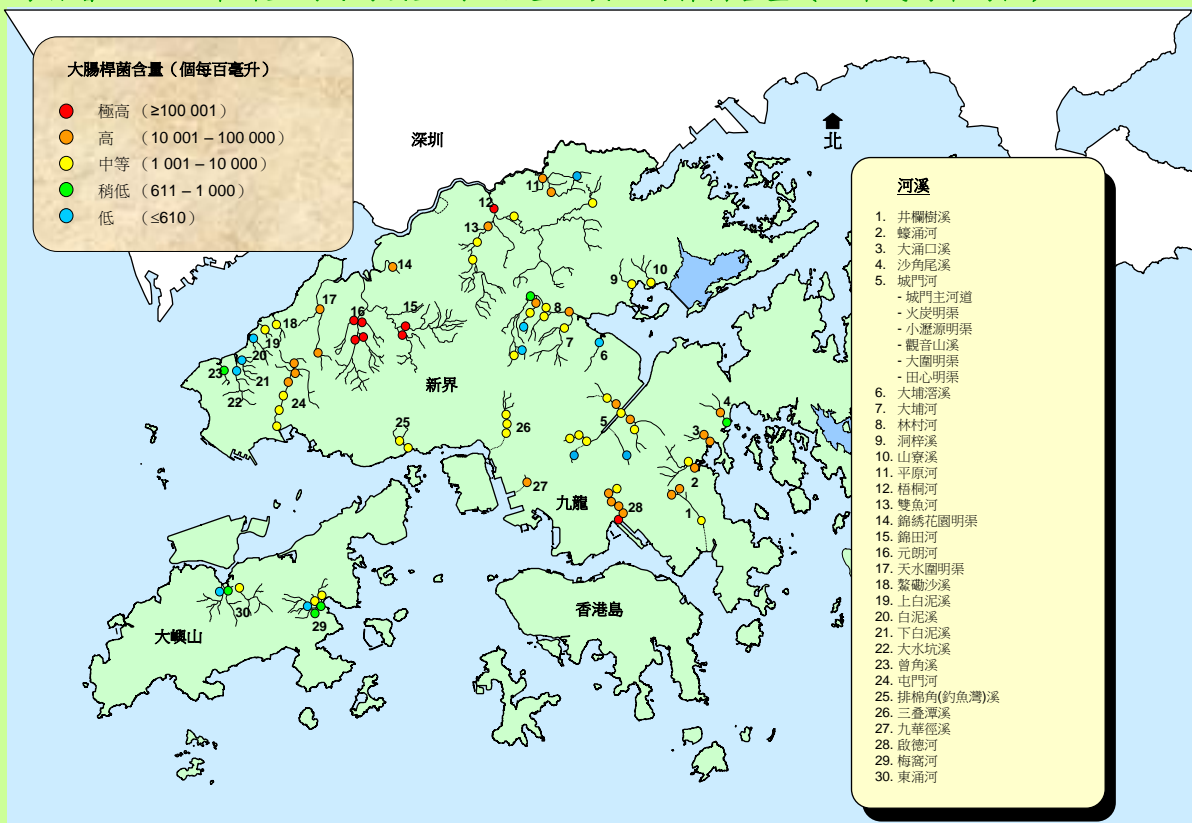 大腸桿菌含量（個每百毫升）
極高（≥100 001）
高（10 001 – 100 000）
中等（1 001 – 10 000）
稍低（611 – 1 000）
低（≤610）
深圳
北
新界
九龍
香港島
大嶼山
11
12
13
14
9
10
17
15
16
18
8
7
6
19
20
23
21
22
24
25
26
5
4
3
2
27
28
1
30
29
河溪
1. 井欄樹溪
2. 蠔涌河
3. 大涌口溪
4. 沙角尾溪
5. 城門河
- 城門主河道
- 火炭明渠
- 小瀝源明渠
- 觀音山溪
- 大圍明渠
- 田心明渠
6. 大埔滘溪
7. 大埔河
8. 林村河
9. 洞梓溪
10. 山寮溪
11. 平原河
12. 梧桐河
13. 雙魚河
14. 錦綉花園明渠
15. 錦田河
16. 元朗河
17. 天水圍明渠
18. 鰲磡沙溪
19. 上白泥溪
20. 白泥溪
21. 下白泥溪
22. 大水坑溪
23. 曾角溪
24. 屯門河
25. 排棉角(釣魚灣)溪
26. 三叠潭溪
27. 九華徑溪
28. 啟德河
29. 梅窩河
30. 東涌河